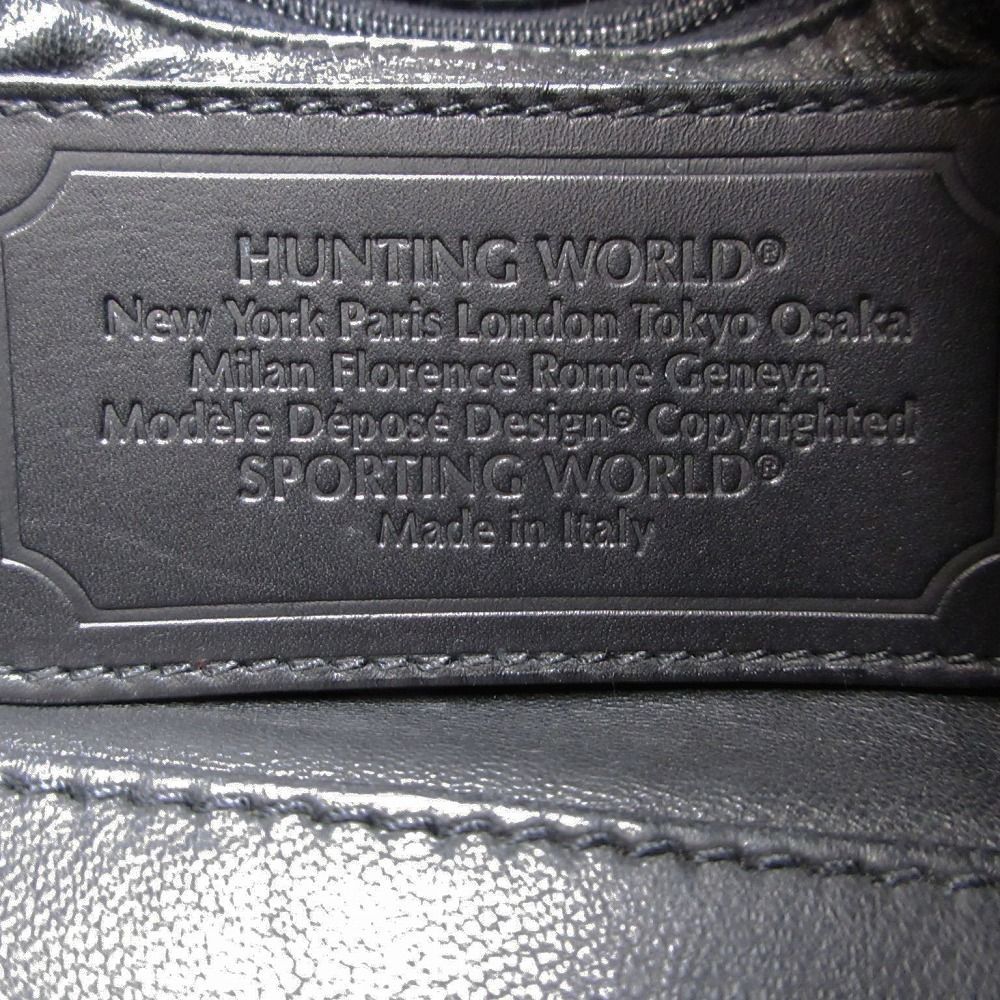 HUNTING WORLD®
New York Paris London Tokyo Osaka
Milan Florence Rome Geneva
Modèle Déposé Design© Copyrighted
SPORTING WORLD®
Made in Italy